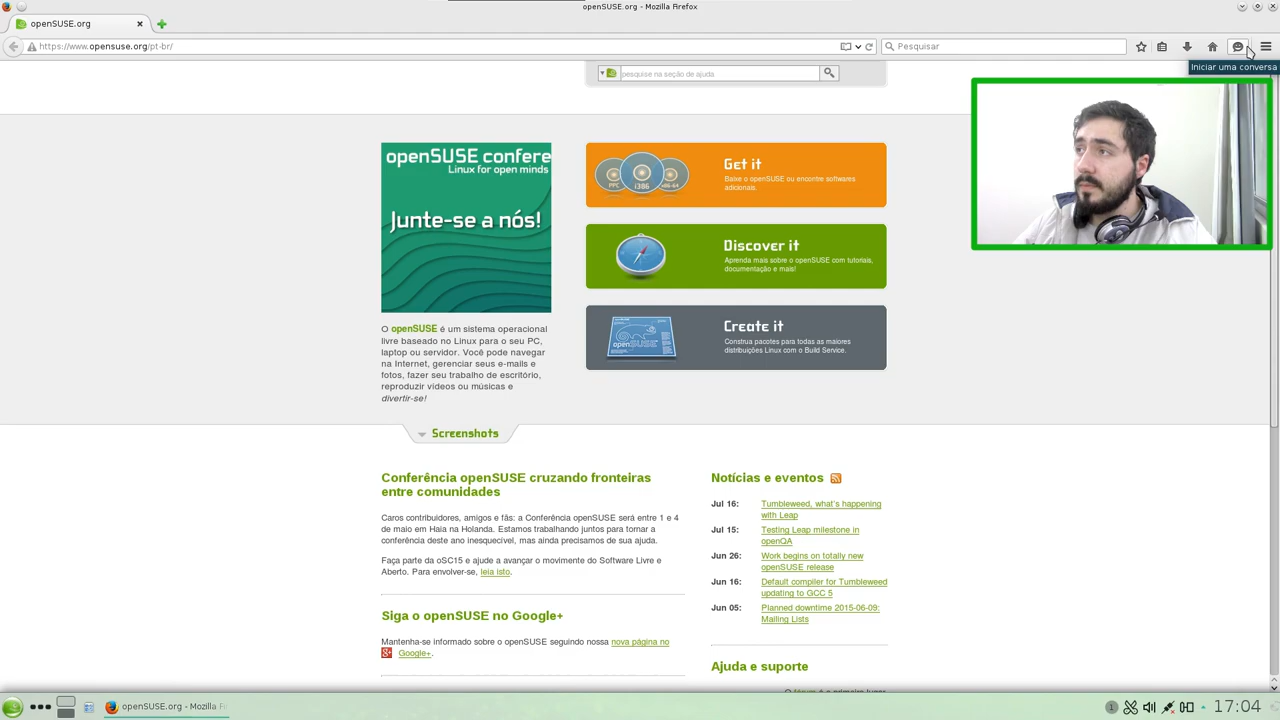 openSUSE.org - Mozilla Firefox
openSUSE.org
https://www.opensuse.org/pt-br/
Pesquisar
Iniciar uma conversa
pesquise na seção de ajuda
openSUSE confere
Linux for open minds
Junte-se a nós!
PPC
i386
x86-64
Get it
Baixe o openSUSE ou encontre softwares
adicionais.
Discover it
Aprenda mais sobre o openSUSE com tutoriais,
documentação e mais!
openSUSE
Create it
Construa pacotes para todas as maiores
distribuições Linux com o Build Service.
O openSUSE é um sistema operacional
livre baseado no Linux para o seu PC,
laptop ou servidor. Você pode navegar
na Internet, gerenciar seus e-mails e
fotos, fazer seu trabalho de escritório,
reproduzir vídeos ou músicas e
divertir-se!
Screenshots
Conferência openSUSE cruzando fronteiras
entre comunidades
Caros contribuidores, amigos e fãs: a Conferência openSUSE será entre 1 e 4
de maio em Haia na Holanda. Estamos trabalhando juntos para tornar a
conferência deste ano inesquecível, mas ainda precisamos de sua ajuda.
Faça parte da oSC15 e ajude a avançar o movimento do Software Livre e
Aberto. Para envolver-se, leia isto.
Siga o openSUSE no Google+
Mantenha-se informado sobre o openSUSE seguindo nossa nova página no
Google+.
Notícias e eventos
Jul 16: Tumbleweed, what's happening
with Leap
Jul 15: Testing Leap milestone in
openQA
Jun 26: Work begins on totally new
openSUSE release
Jun 16: Default compiler for Tumbleweed
updating to GCC 5
Jun 05: Planned downtime 2015-06-09:
Mailing Lists
Ajuda e suporte
openSUSE.org - Mozilla Fi
1
17:04